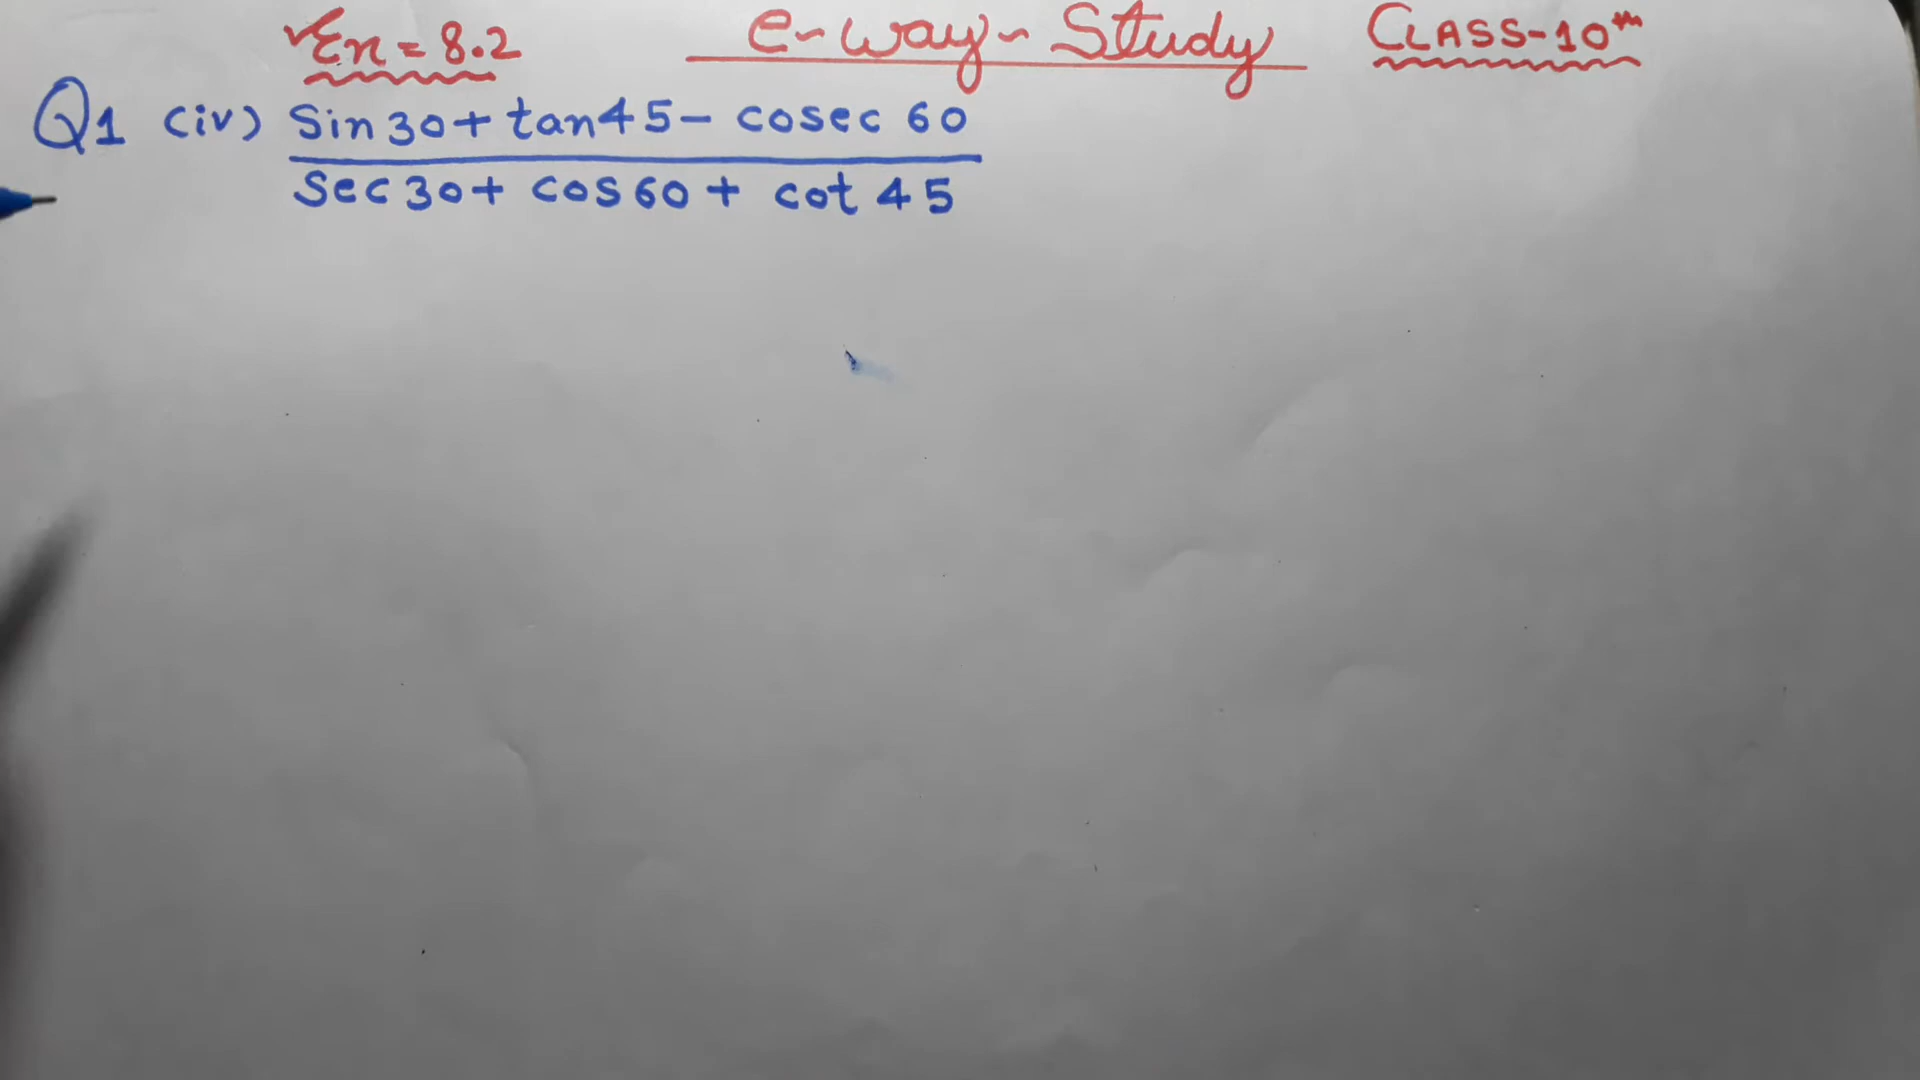 Ex = 8.2 e-way-Study CLASS-10th
Q1 (iv) Sin 30 + tan 45 - cosec 60
Sec 30 + cos 60 + cot 45